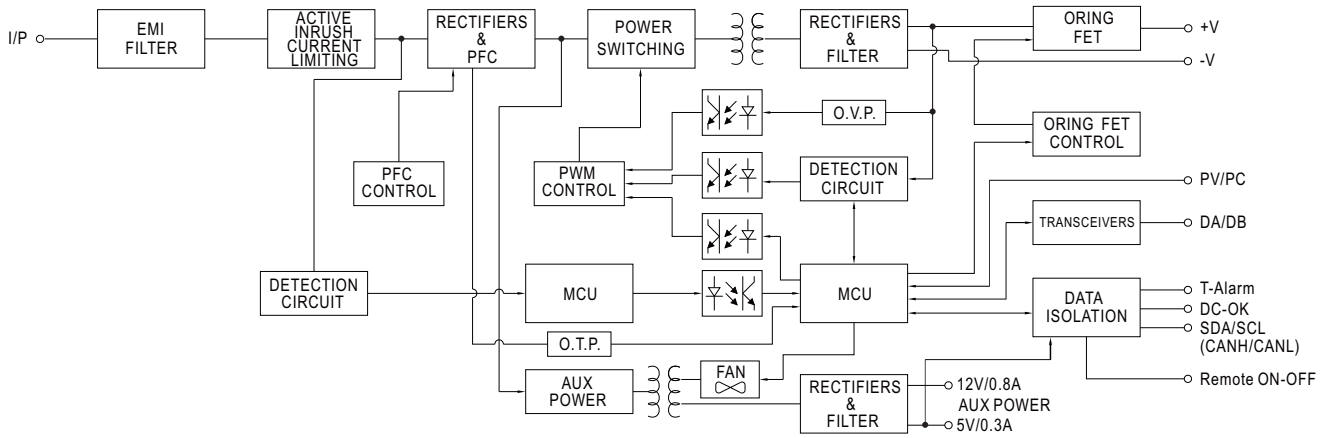 I/P
EMI
FILTER
ACTIVE
INRUSH
CURRENT
LIMITING
RECTIFIERS
&
PFC
POWER
SWITCHING
RECTIFIERS
&
FILTER
ORING
FET
+V
-V
O.V.P.
ORING FET
CONTROL
PFC
CONTROL
PWM
CONTROL
DETECTION
CIRCUIT
PV/PC
TRANSCEIVERS
DA/DB
DETECTION
CIRCUIT
MCU
MCU
DATA
ISOLATION
T-Alarm
DC-OK
SDA/SCL
(CANH/CANL)
O.T.P.
AUX
POWER
FAN
RECTIFIERS
&
FILTER
12V/0.8A
AUX POWER
5V/0.3A
Remote ON-OFF